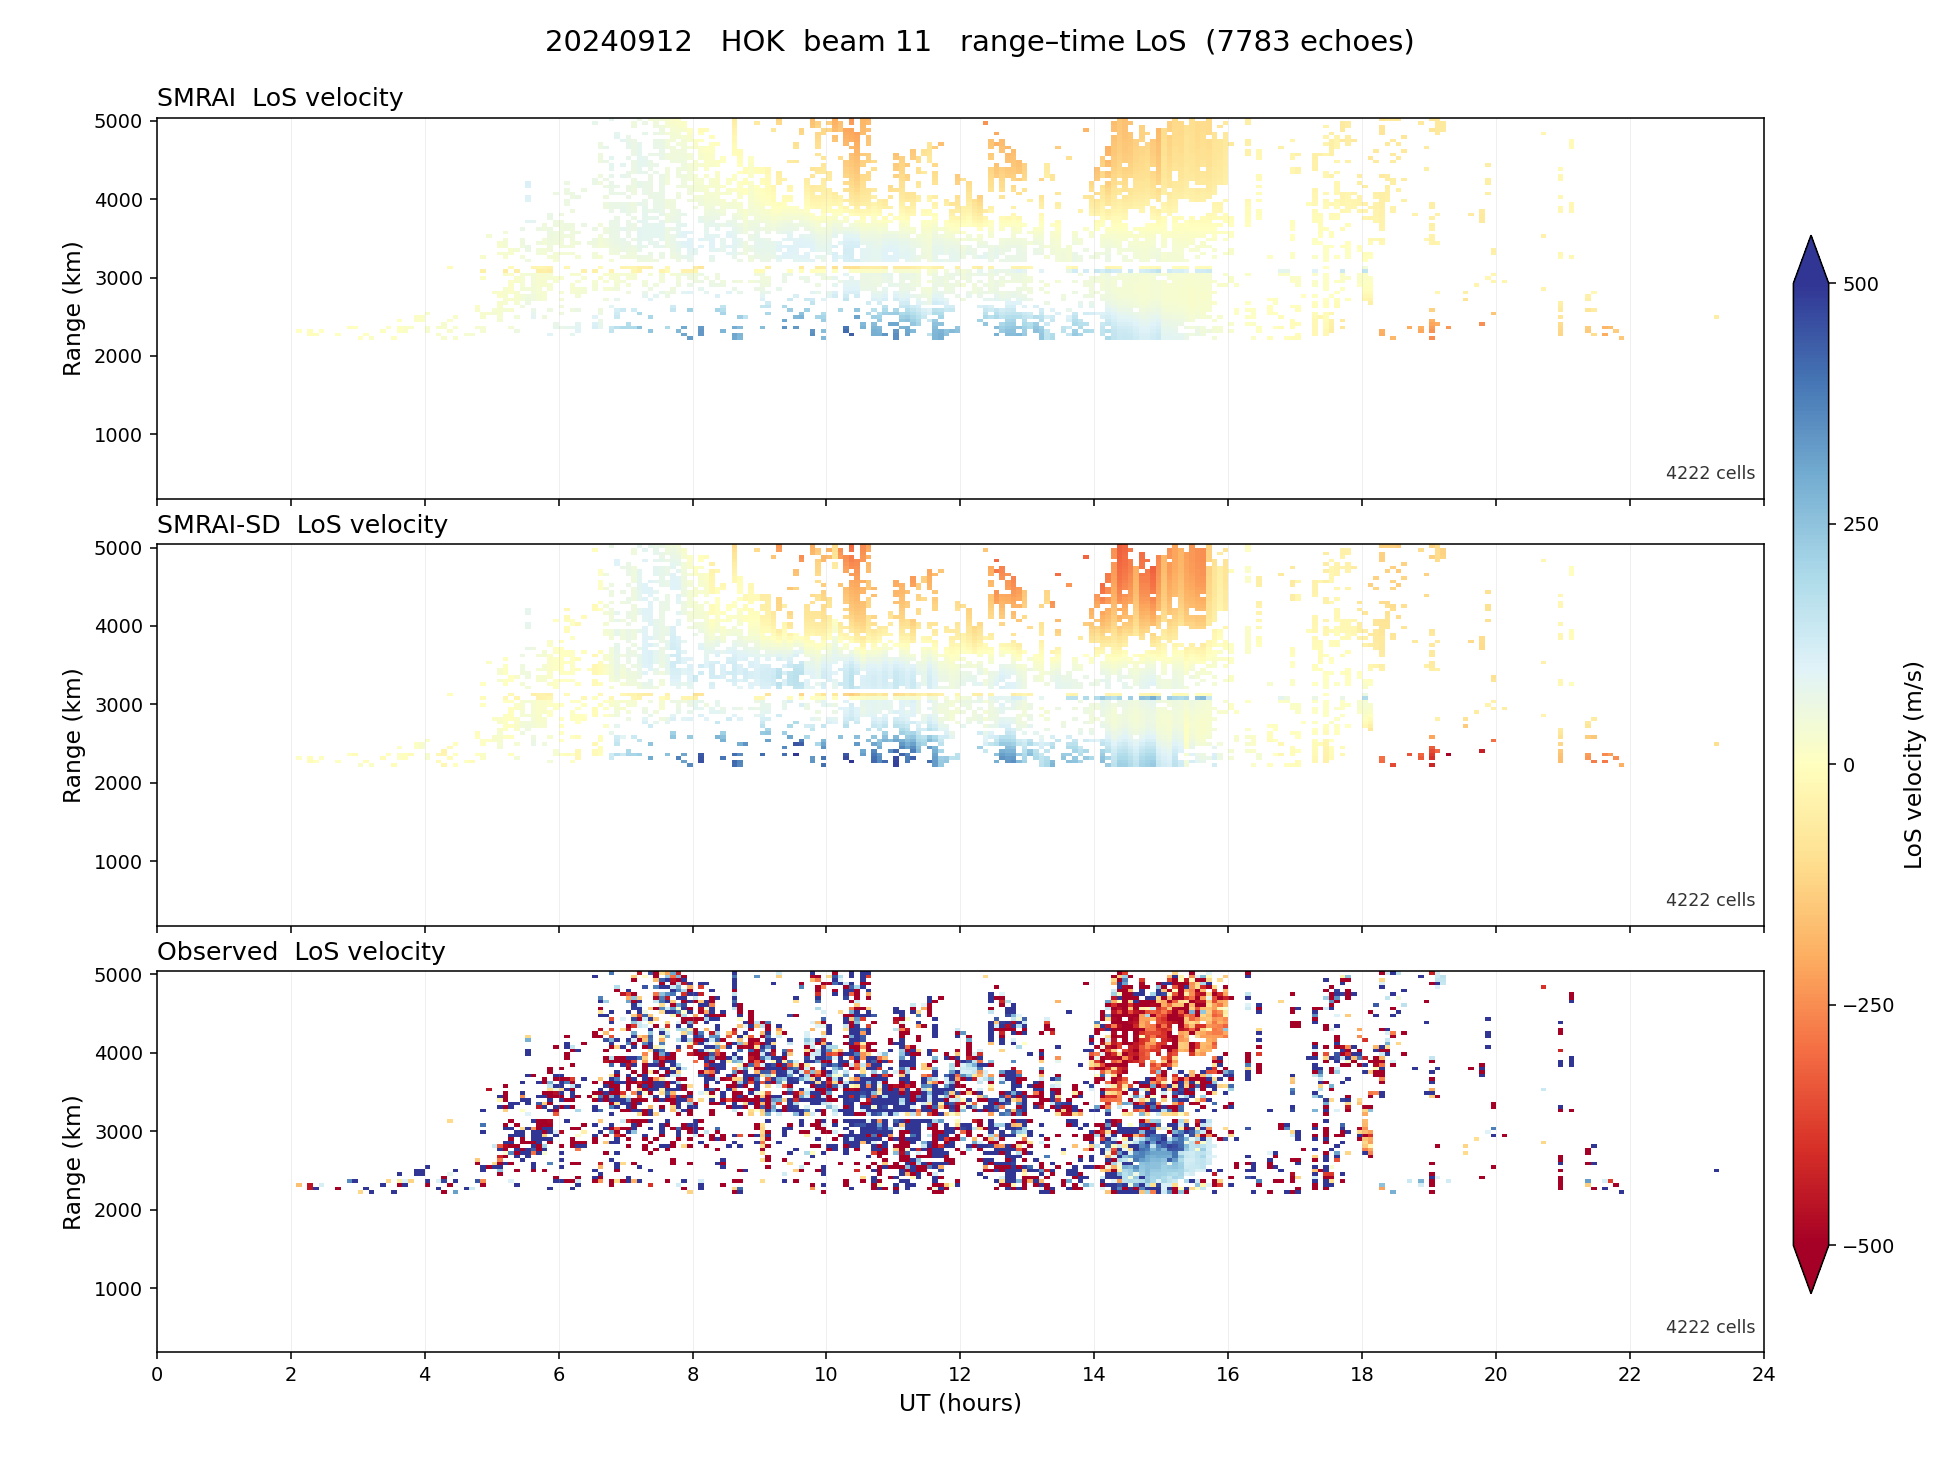 20240912 HOK beam 11 range–time LoS (7783 echoes)
SMRAI LoS velocity
5000
4000
3000
2000
1000
Range (km)
4222 cells
SMRAI-SD LoS velocity
5000
4000
3000
2000
1000
Range (km)
4222 cells
Observed LoS velocity
5000
4000
3000
2000
1000
Range (km)
4222 cells
0 2 4 6 8 10 12 14 16 18 20 22 24
UT (hours)
500
250
0
−250
−500
LoS velocity (m/s)